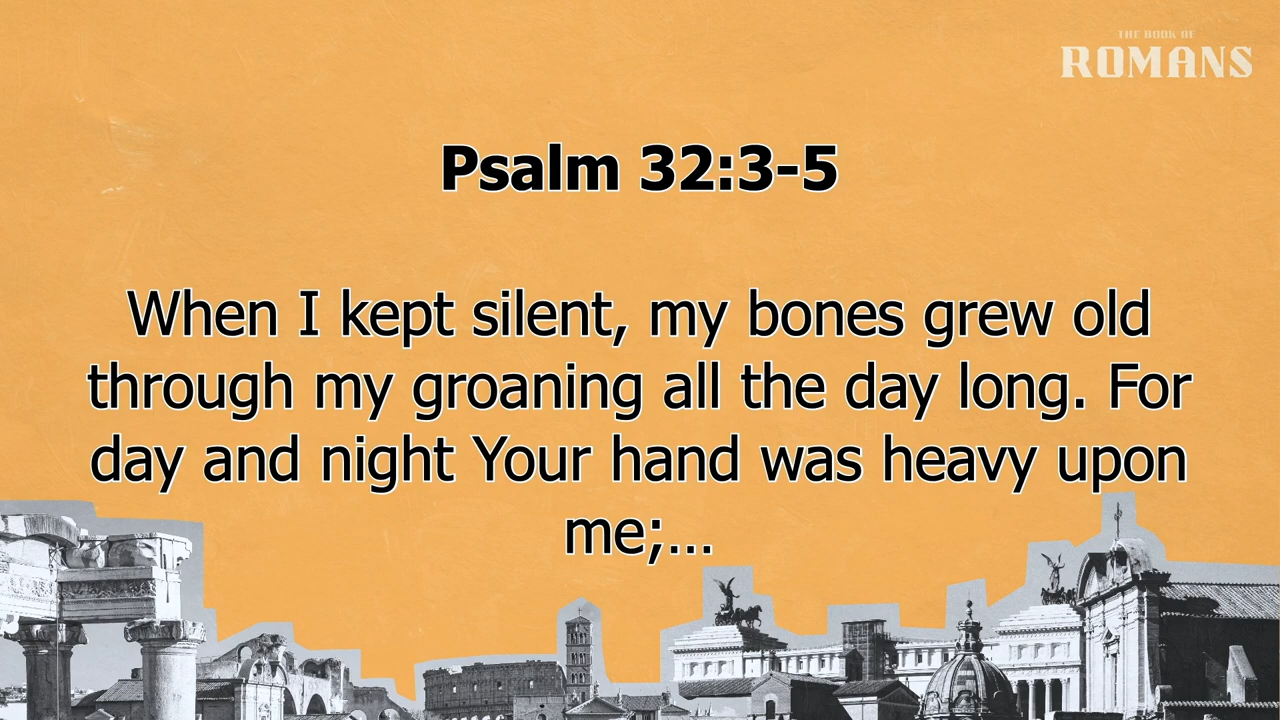 THE BOOK OF
ROMANS
Psalm 32:3-5
When I kept silent, my bones grew old
through my groaning all the day long. For
day and night Your hand was heavy upon
me;...